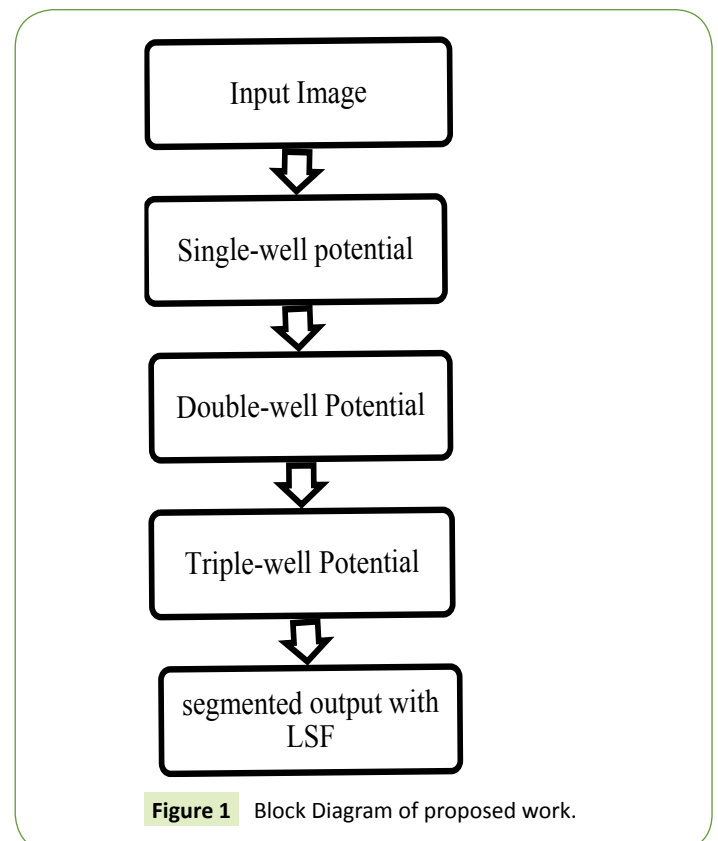 Input Image
Single-well potential
Double-well Potential
Triple-well Potential
segmented output with
LSF
Figure 1 Block Diagram of proposed work.